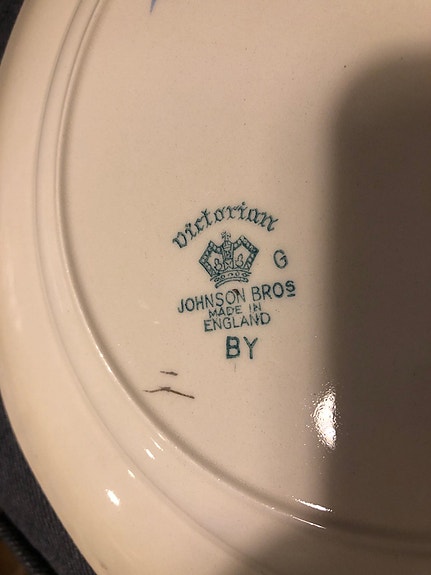 Victorian
G
JOHNSON BROS
MADE IN
ENGLAND
BY